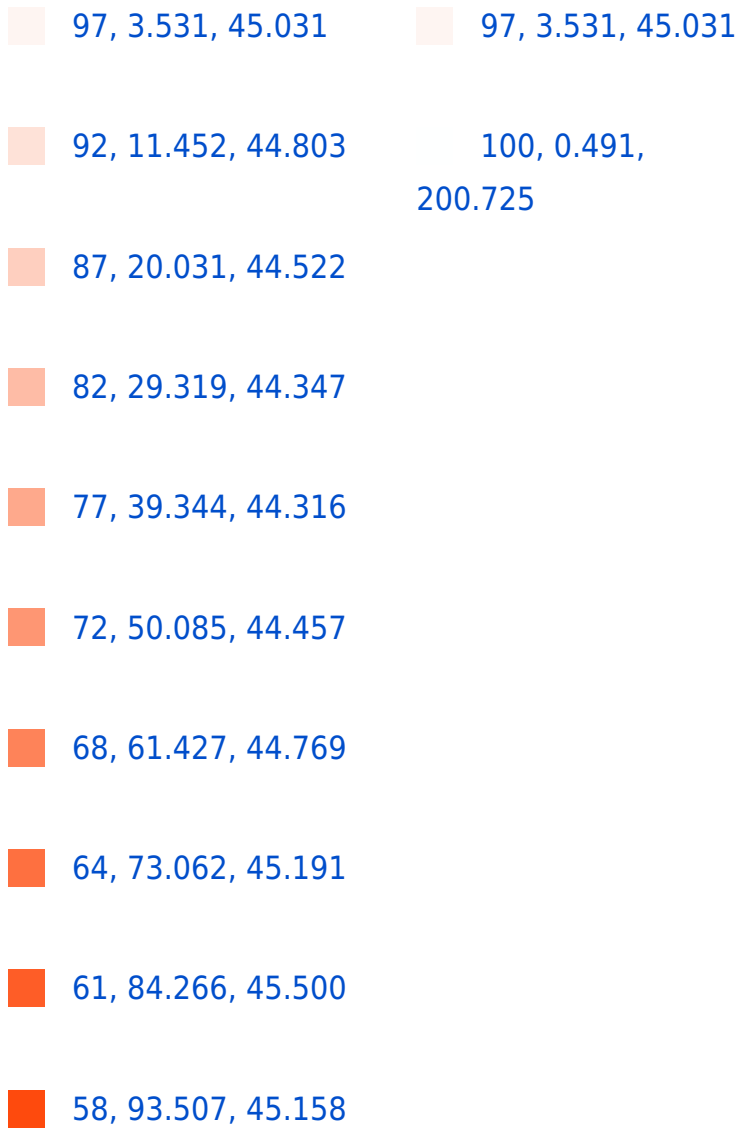 97, 3.531, 45.031
92, 11.452, 44.803
87, 20.031, 44.522
82, 29.319, 44.347
77, 39.344, 44.316
72, 50.085, 44.457
68, 61.427, 44.769
64, 73.062, 45.191
61, 84.266, 45.500
58, 93.507, 45.158
97, 3.531, 45.031
100, 0.491,
200.725